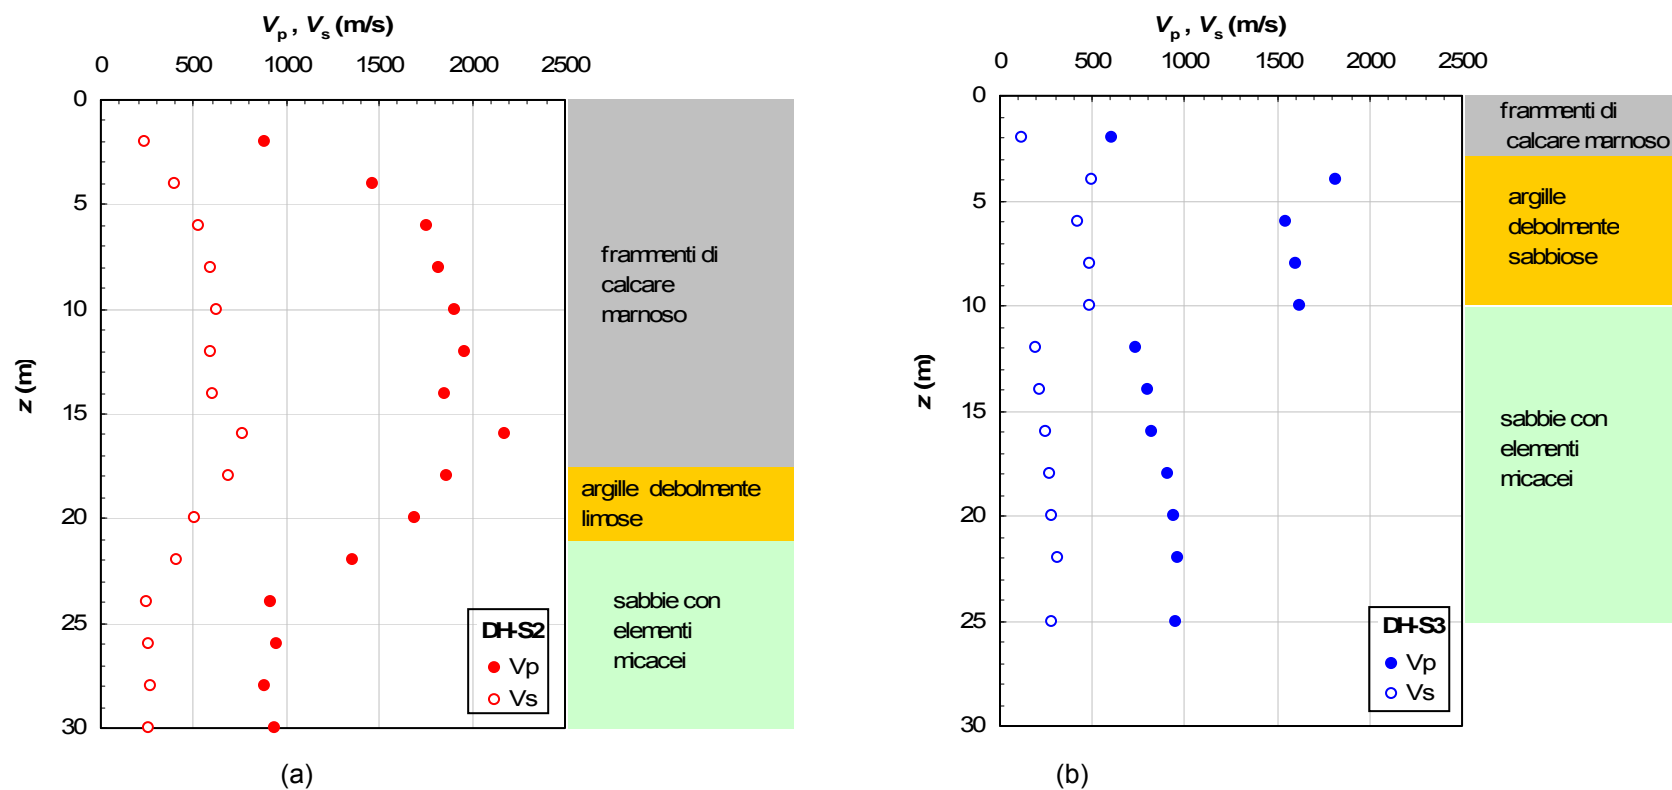 Vp , Vs (m/s)
0 500 1000 1500 2000 2500
0
5
10
15
20
25
30
z (m)
frammenti di
calcare
marnoso
argille debolmente
limose
sabbie con
elementi
micacei
DH-S2
Vp
Vs
(a)
Vp , Vs (m/s)
0 500 1000 1500 2000 2500
0
5
10
15
20
25
30
z (m)
frammenti di
calcare marnoso
argille
debolmente
sabbiose
sabbie con
elementi
micacei
DH-S3
Vp
Vs
(b)